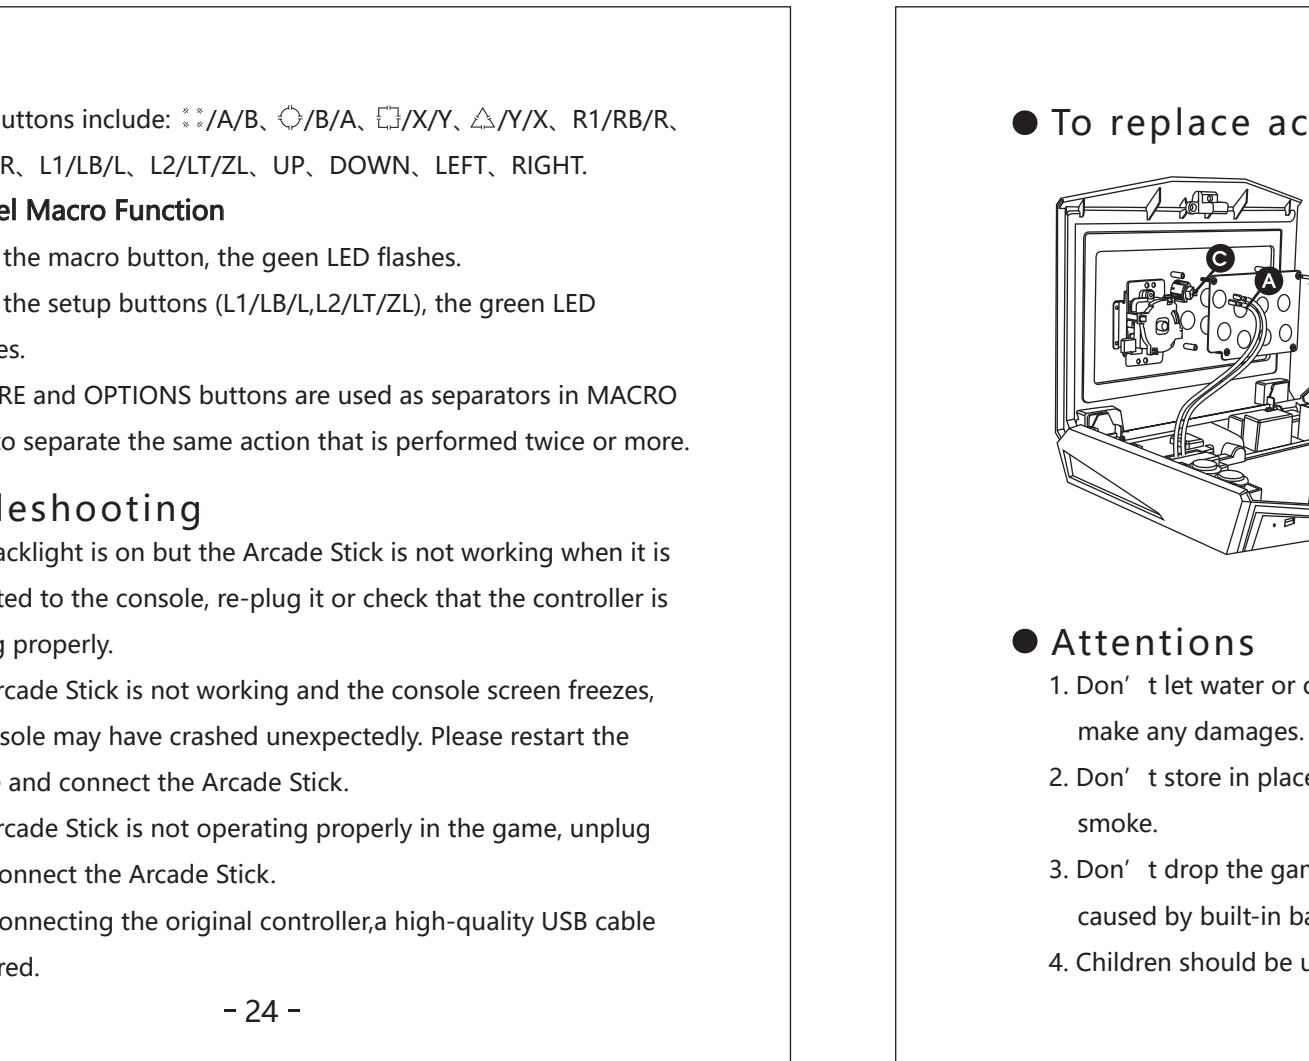 uttons include: /A/B、 /B/A、 /X/Y、 /Y/X、 R1/RB/R、
R、 L1/LB/L、 L2/LT/ZL、 UP、 DOWN、 LEFT、 RIGHT.
el Macro Function
the macro button, the geen LED flashes.
the setup buttons (L1/LB/L,L2/LT/ZL), the green LED
es.
RE and OPTIONS buttons are used as separators in MACRO
to separate the same action that is performed twice or more.
leshooting
acklight is on but the Arcade Stick is not working when it is
ted to the console, re-plug it or check that the controller is
g properly.
rcade Stick is not working and the console screen freezes,
sole may have crashed unexpectedly. Please restart the
e and connect the Arcade Stick.
rcade Stick is not operating properly in the game, unplug
onnect the Arcade Stick.
onnecting the original controller,a high-quality USB cable
red.
- 24 -
● To replace ac
C
A
● Attentions
1. Don’ t let water or
make any damages.
2. Don’ t store in place
smoke.
3. Don’ t drop the gam
caused by built-in ba
4. Children should be u